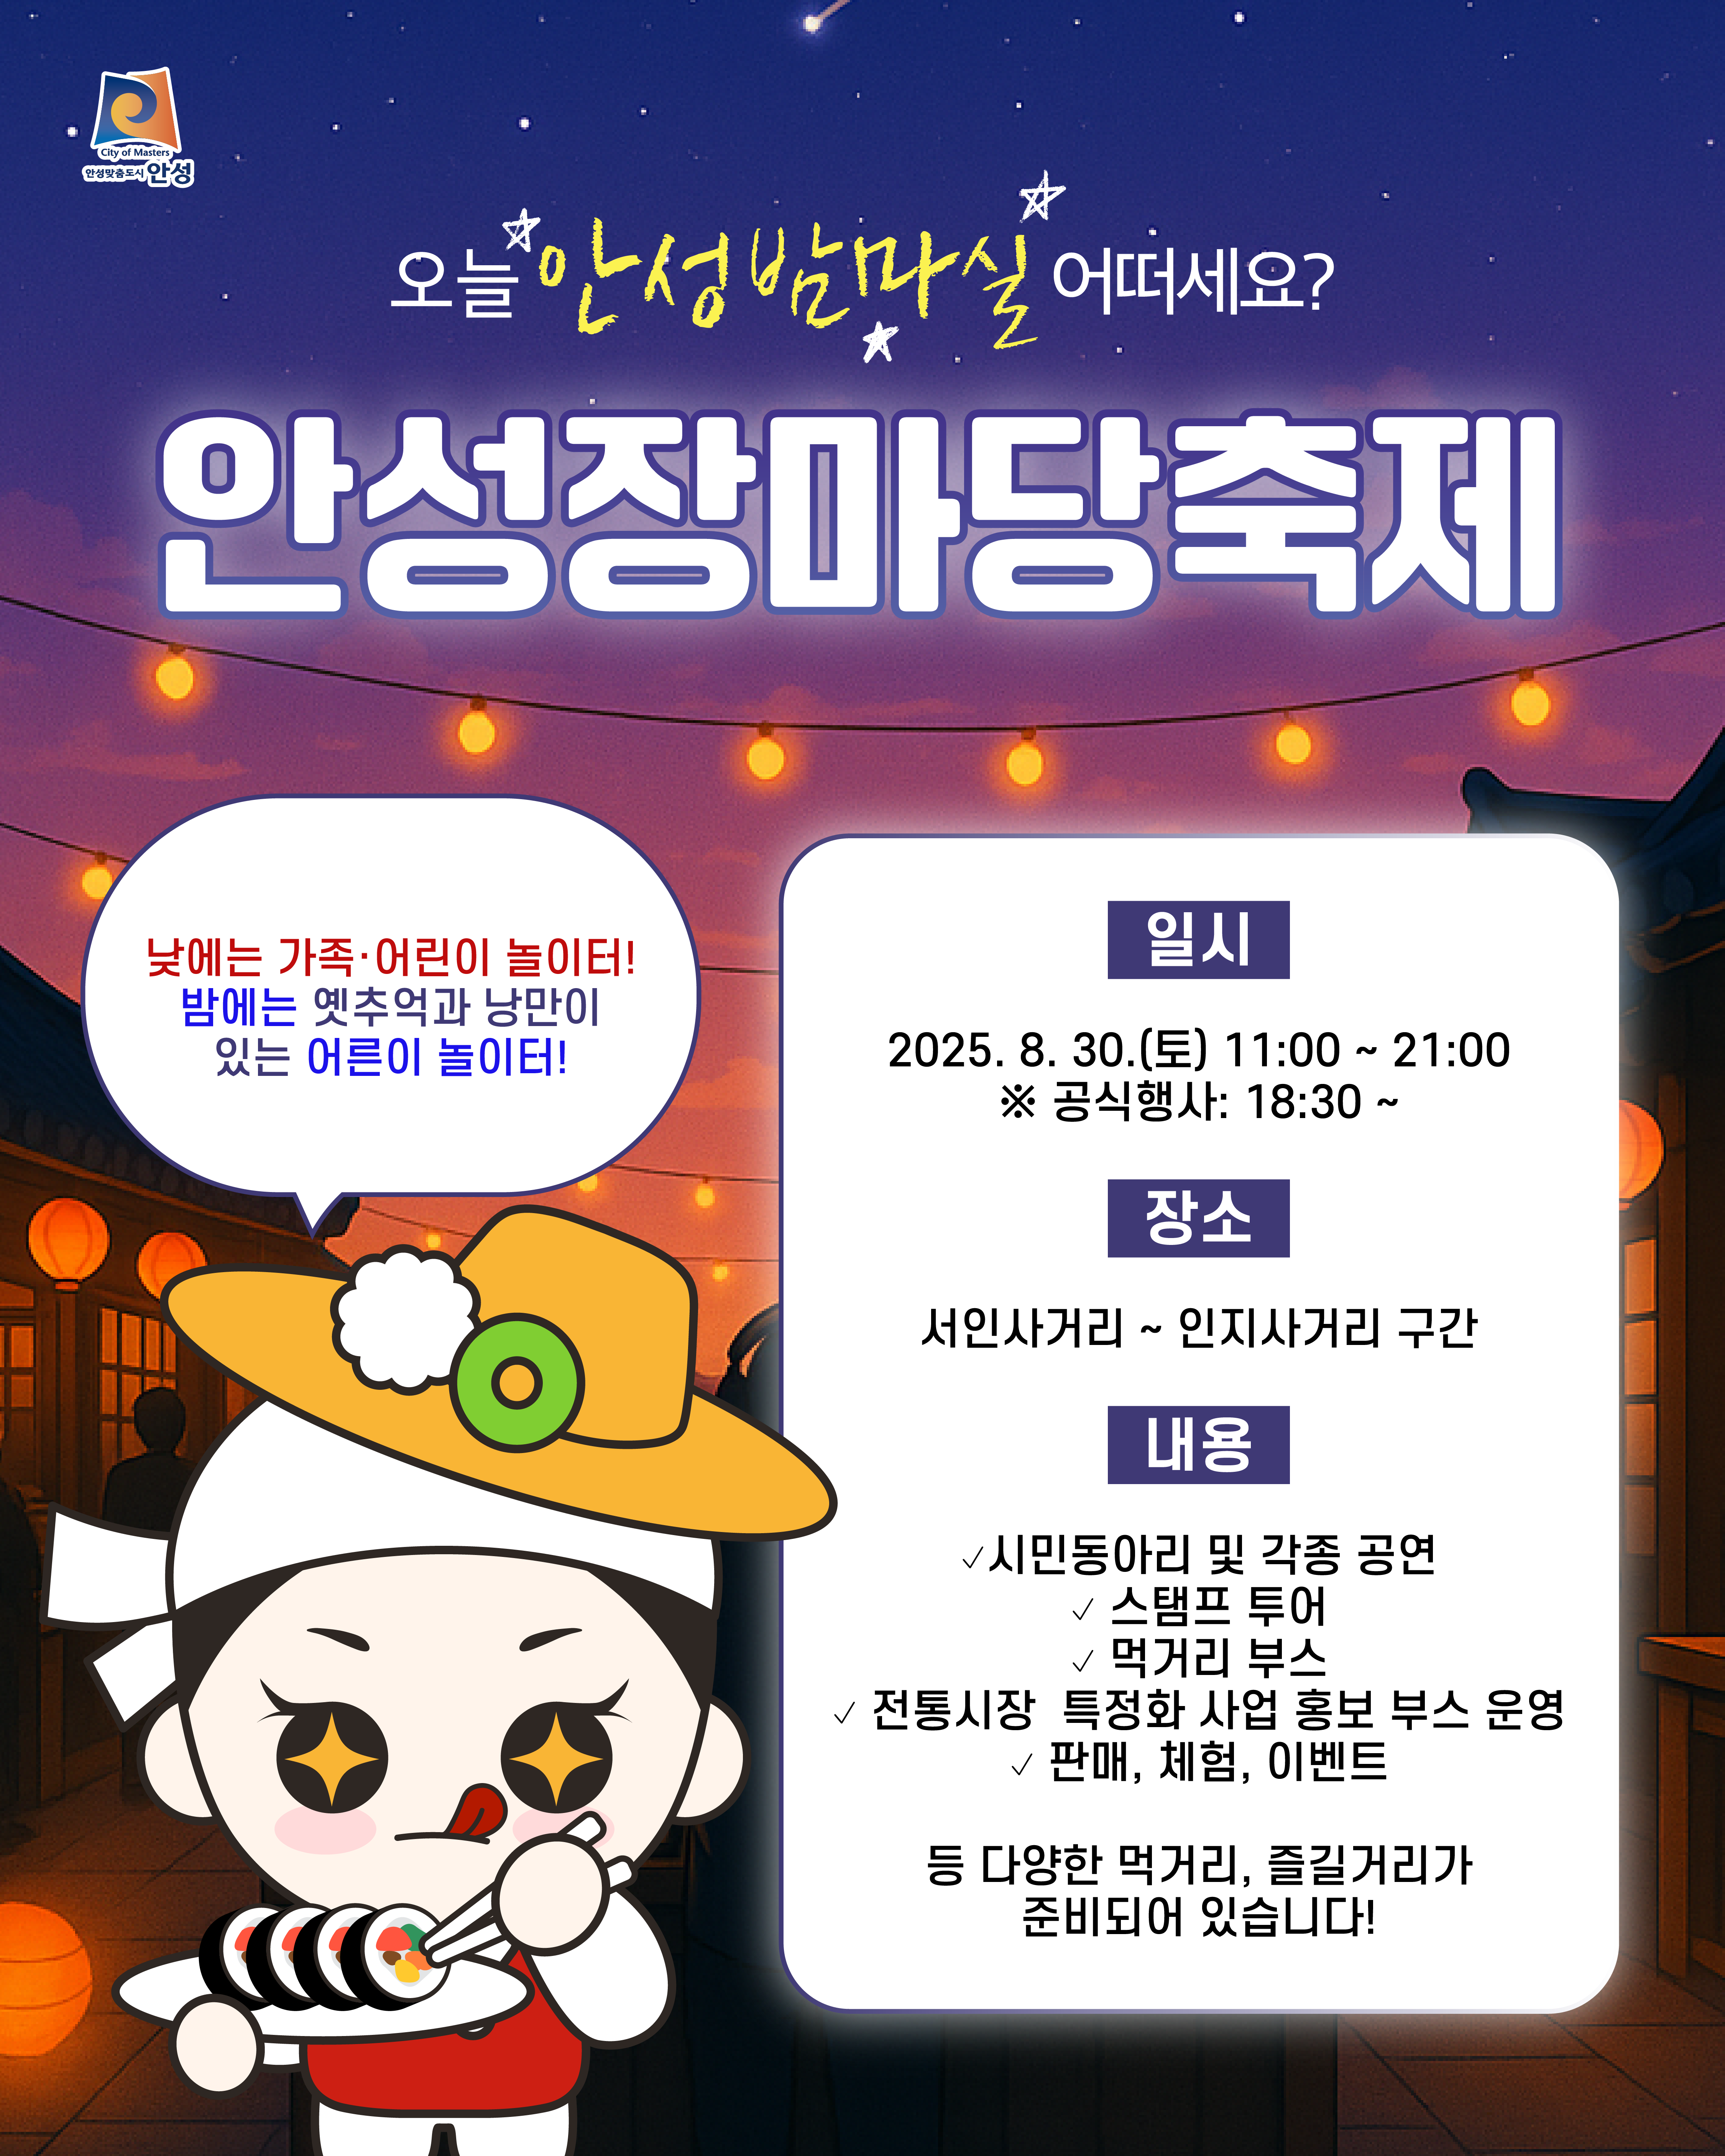 City of Masters
안성맞춤도시 안성
오늘 안성 밤마실 어떠세요?
안성장마당축제
낮에는 가족·어린이 놀이터!
밤에는 옛추억과 낭만이
있는 어른이 놀이터!
일시
2025. 8. 30.(토) 11:00 ~ 21:00
※ 공식행사: 18:30 ~
장소
서인사거리 ~ 인지사거리 구간
내용
✓시민동아리 및 각종 공연
✓ 스탬프 투어
✓ 먹거리 부스
✓ 전통시장 특정화 사업 홍보 부스 운영
✓ 판매, 체험, 이벤트
등 다양한 먹거리, 즐길거리가
준비되어 있습니다!